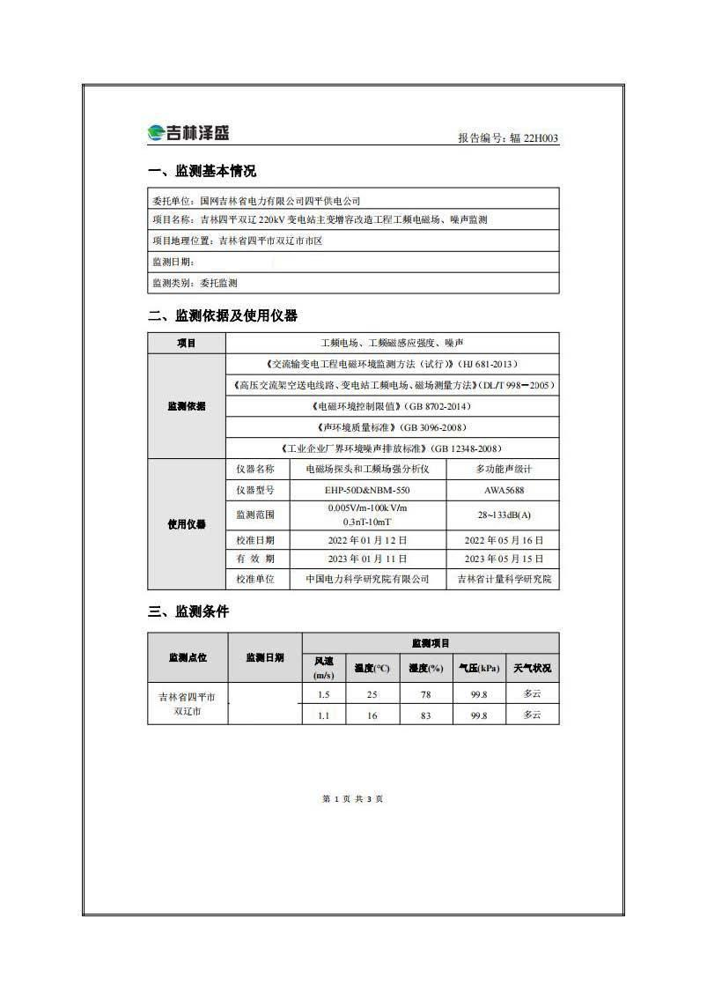 吉林泽盛
报告编号：辐 22H003
一、监测基本情况
委托单位：国网吉林省电力有限公司四平供电公司
项目名称：吉林四平双辽 220kV 变电站主变增容改造工程工频电磁场、噪声监测
项目地理位置：吉林省四平市双辽市市区
监测日期：
监测类别：委托监测
二、监测依据及使用仪器
项目 工频电场、工频磁感应强度、噪声
监测依据
《交流输变电工程电磁环境监测方法（试行）》（HJ 681-2013）
《高压交流架空送电线路、变电站工频电场、磁场测量方法》（DL/T 998－2005）
《电磁环境控制限值》（GB 8702-2014）
《声环境质量标准》（GB 3096-2008）
《工业企业厂界环境噪声排放标准》（GB 12348-2008）
使用仪器
仪器名称 电磁场探头和工频场强分析仪 多功能声级计
仪器型号 EHP-50D&NBM-550 AWA5688
监测范围 0.005V/m-100kV/m 28~133dB(A)
0.3nT-10mT
校准日期 2022 年 01 月 12 日 2022 年 05 月 16 日
有 效 期 2023 年 01 月 11 日 2023 年 05 月 15 日
校准单位 中国电力科学研究院有限公司 吉林省计量科学研究院
三、监测条件
监测点位 监测日期 监测项目
风速 温度(°C) 湿度(%) 气压(kPa) 天气状况
(m/s)
吉林省四平市 1.5 25 78 99.8 多云
双辽市 1.1 16 83 99.8 多云
第 1 页 共 3 页